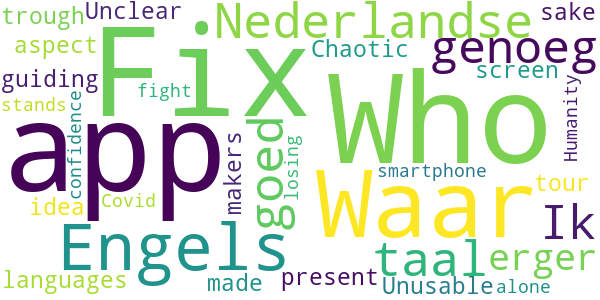 trough Unclear Nederlandse sake
aspect Fix Chaotic genoeg
guiding fight Who screen
stands app confidence goed losing Humanity
makers smartphone
idea Covid Waar tour
Engels taal Ik
erger
languages made present Unusable alone